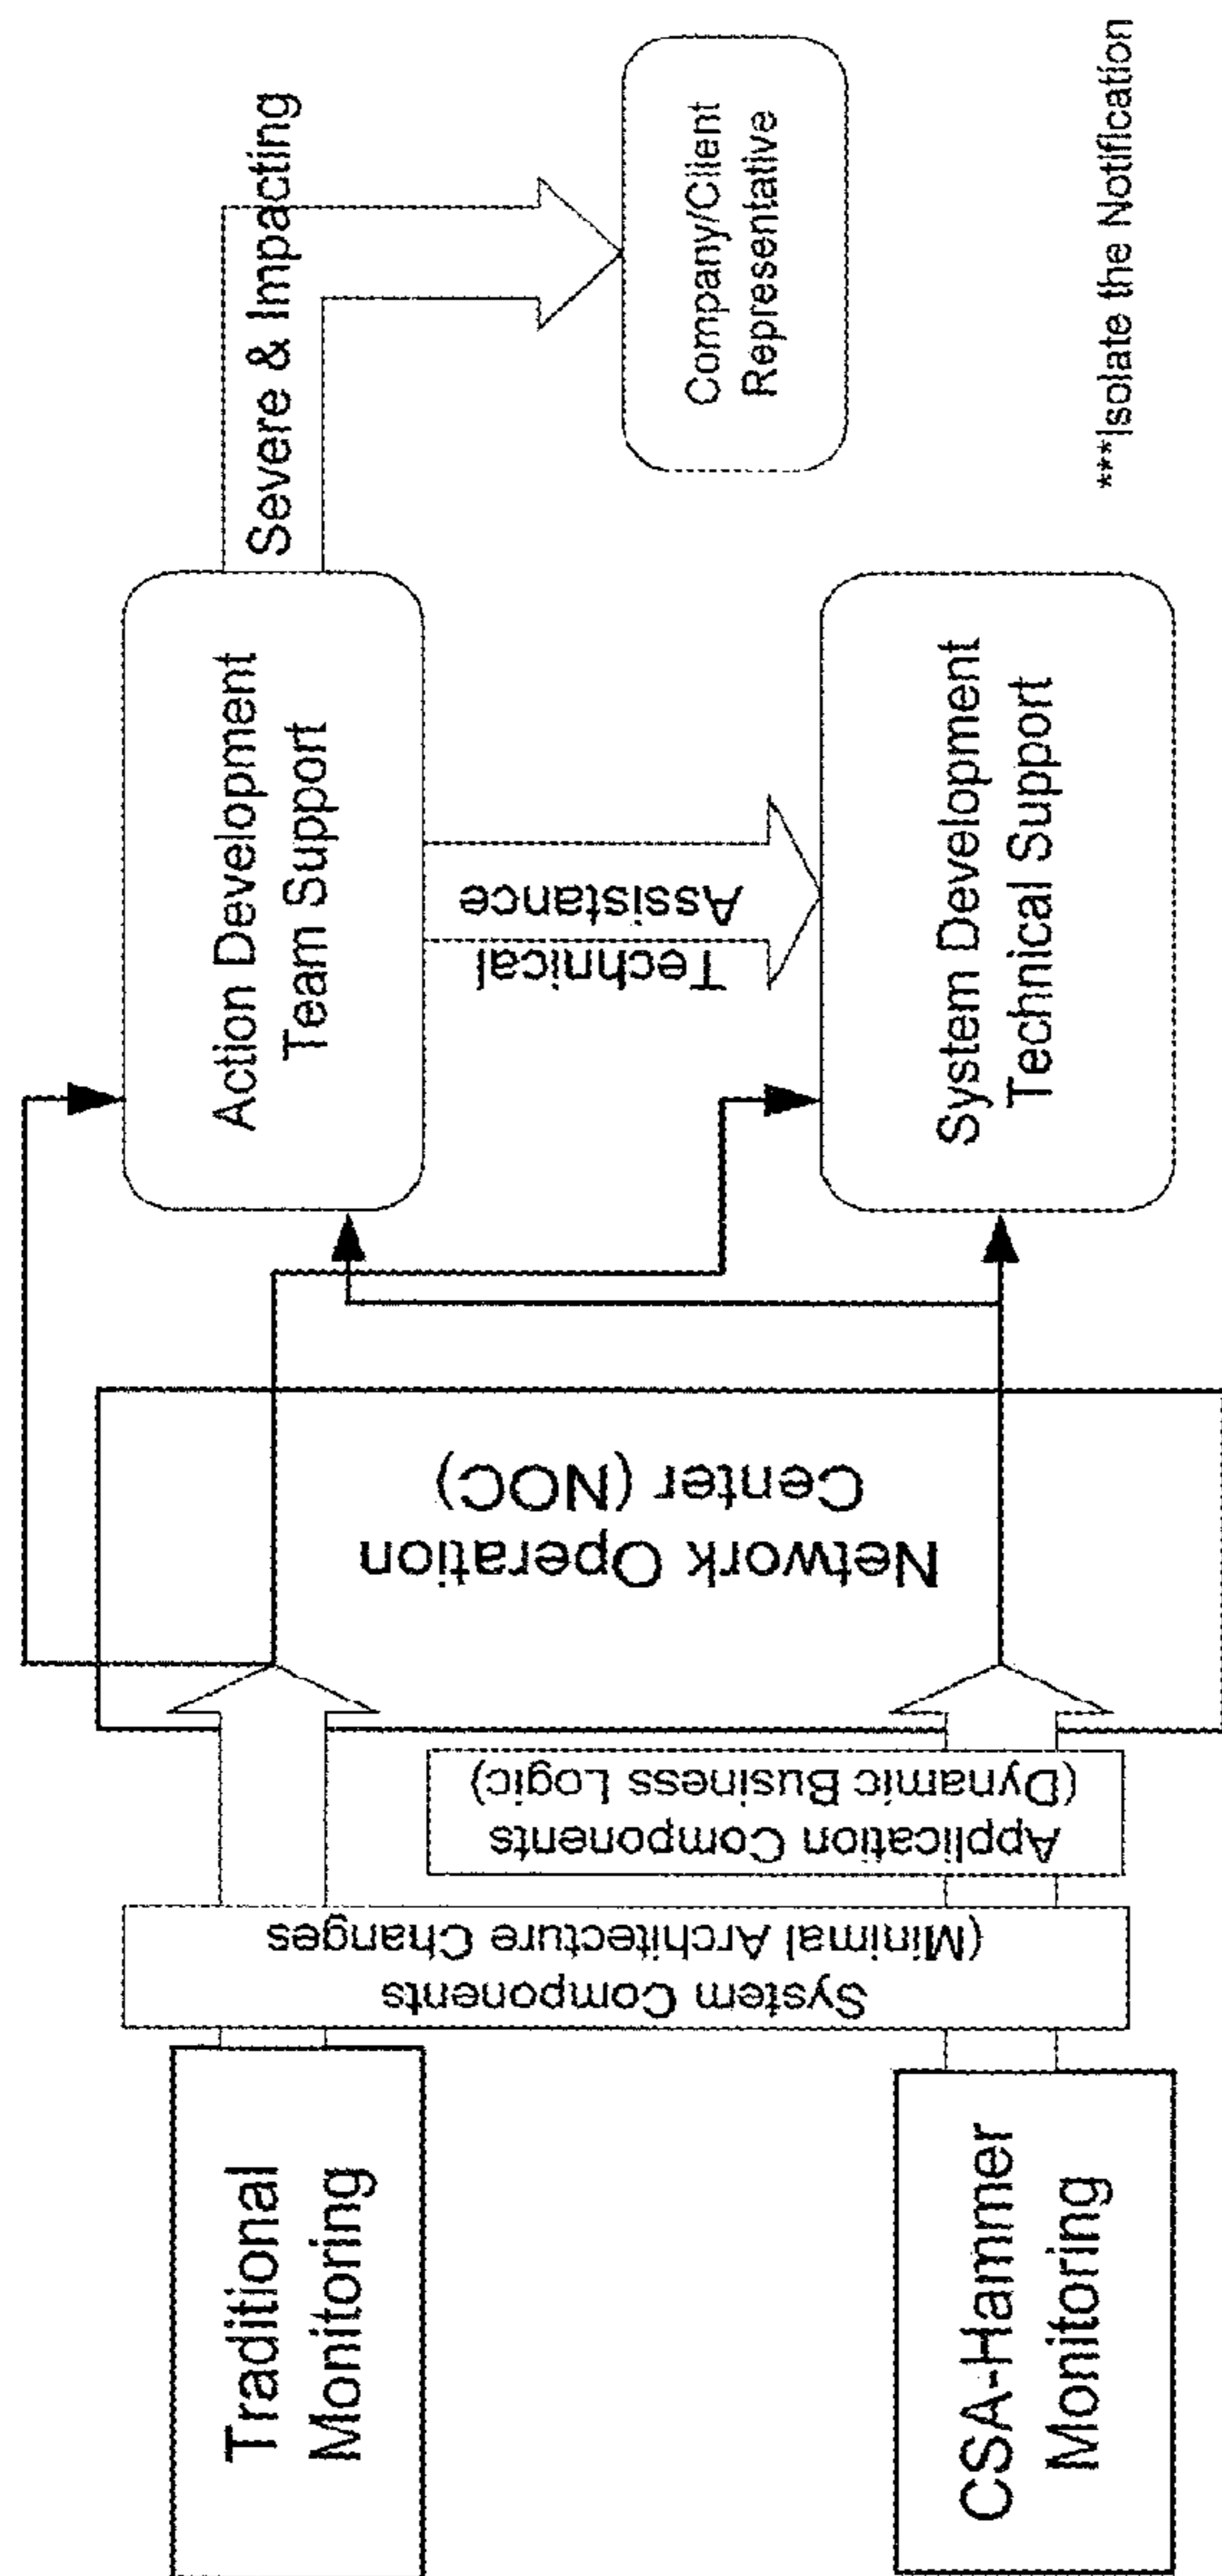 Traditional
Monitoring
CSA-Hammer
Monitoring
System Components
(Minimal Architecture Changes
Application Components
(Dynamic Business Logic)
Network Operation
Center (NOC)
Action Development
Team Support
Technical
Assistance
System Development
Technical Support
Severe & Impacting
Company/Client
Representative
***Isolate the Notification